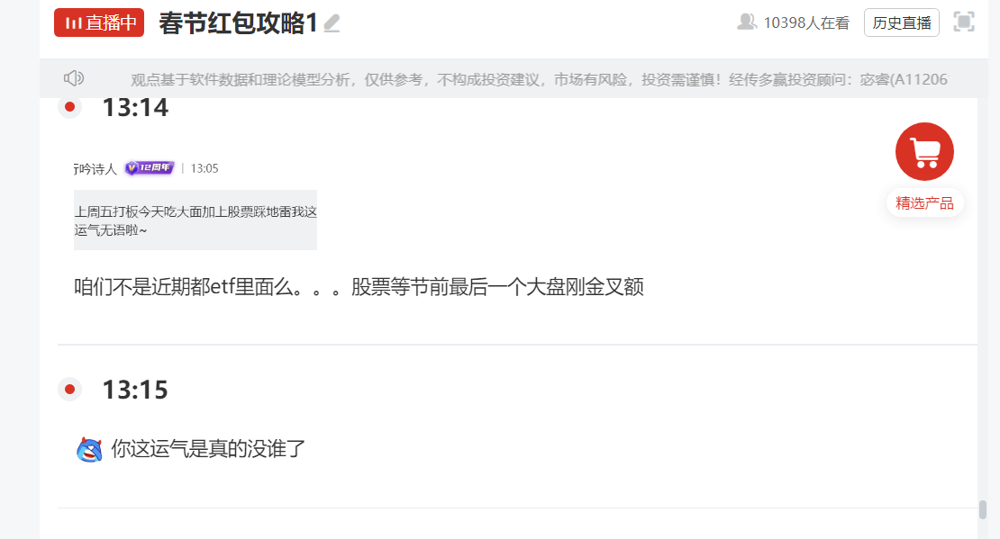 直播中 春节红包攻略1 10398人在看 历史直播
观点基于软件数据和理论模型分析，仅供参考，不构成投资建议，市场有风险，投资需谨慎！经传多赢投资顾问：宓睿(A11206
13:14
行吟诗人 12周年 | 13:05
精选产品
上周五打板今天吃大面加上股票踩地雷我这
运气无语啦~
咱们不是近期都etf里面么。。。股票等节前最后一个大盘刚金叉额
13:15
你这运气是真的没谁了